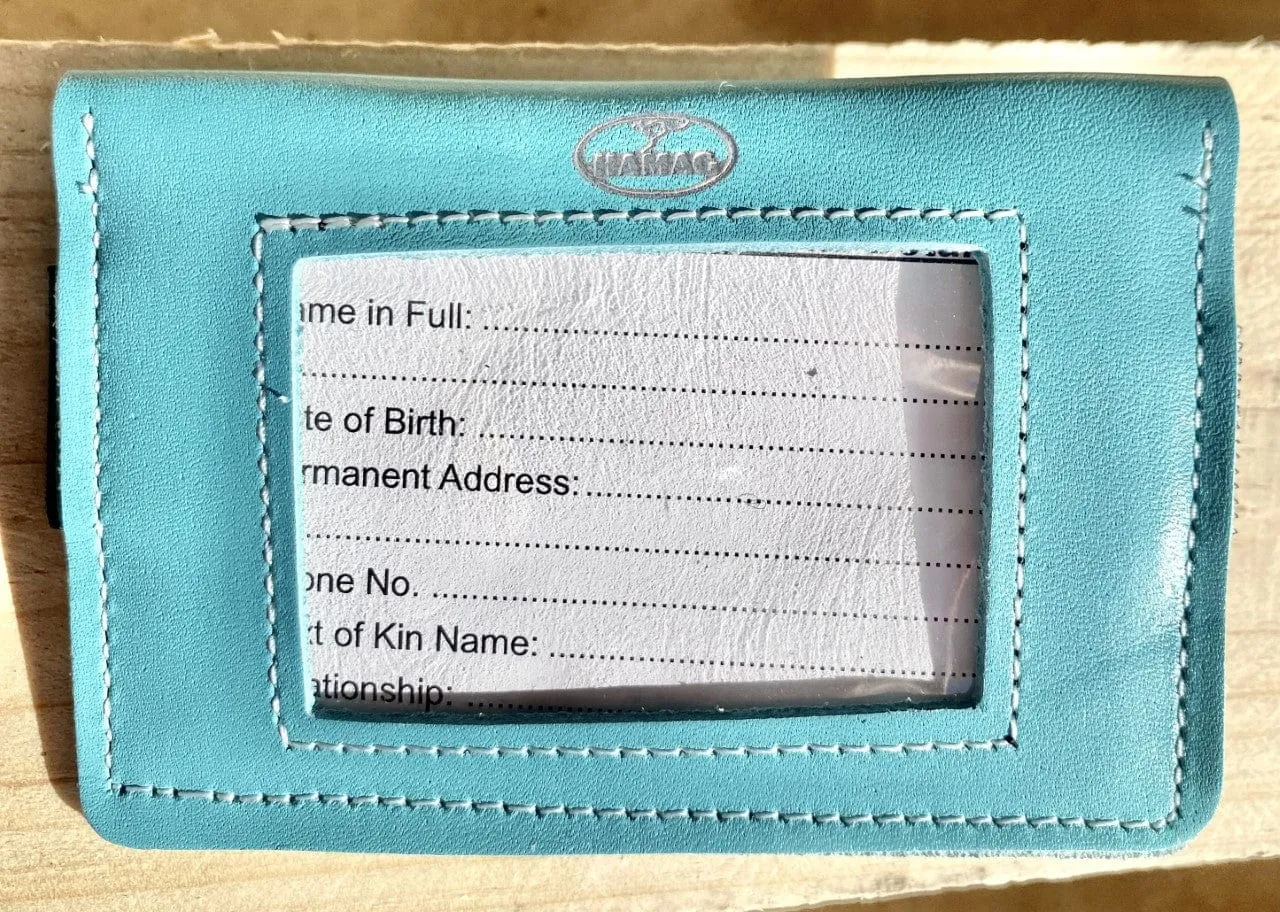 HAMAG
ame in Full: ..............................
..............................
te of Birth: ..............................
rmanent Address: ..............................
..............................
one No. ..............................
xt of Kin Name: ..............................
ationship: ..............